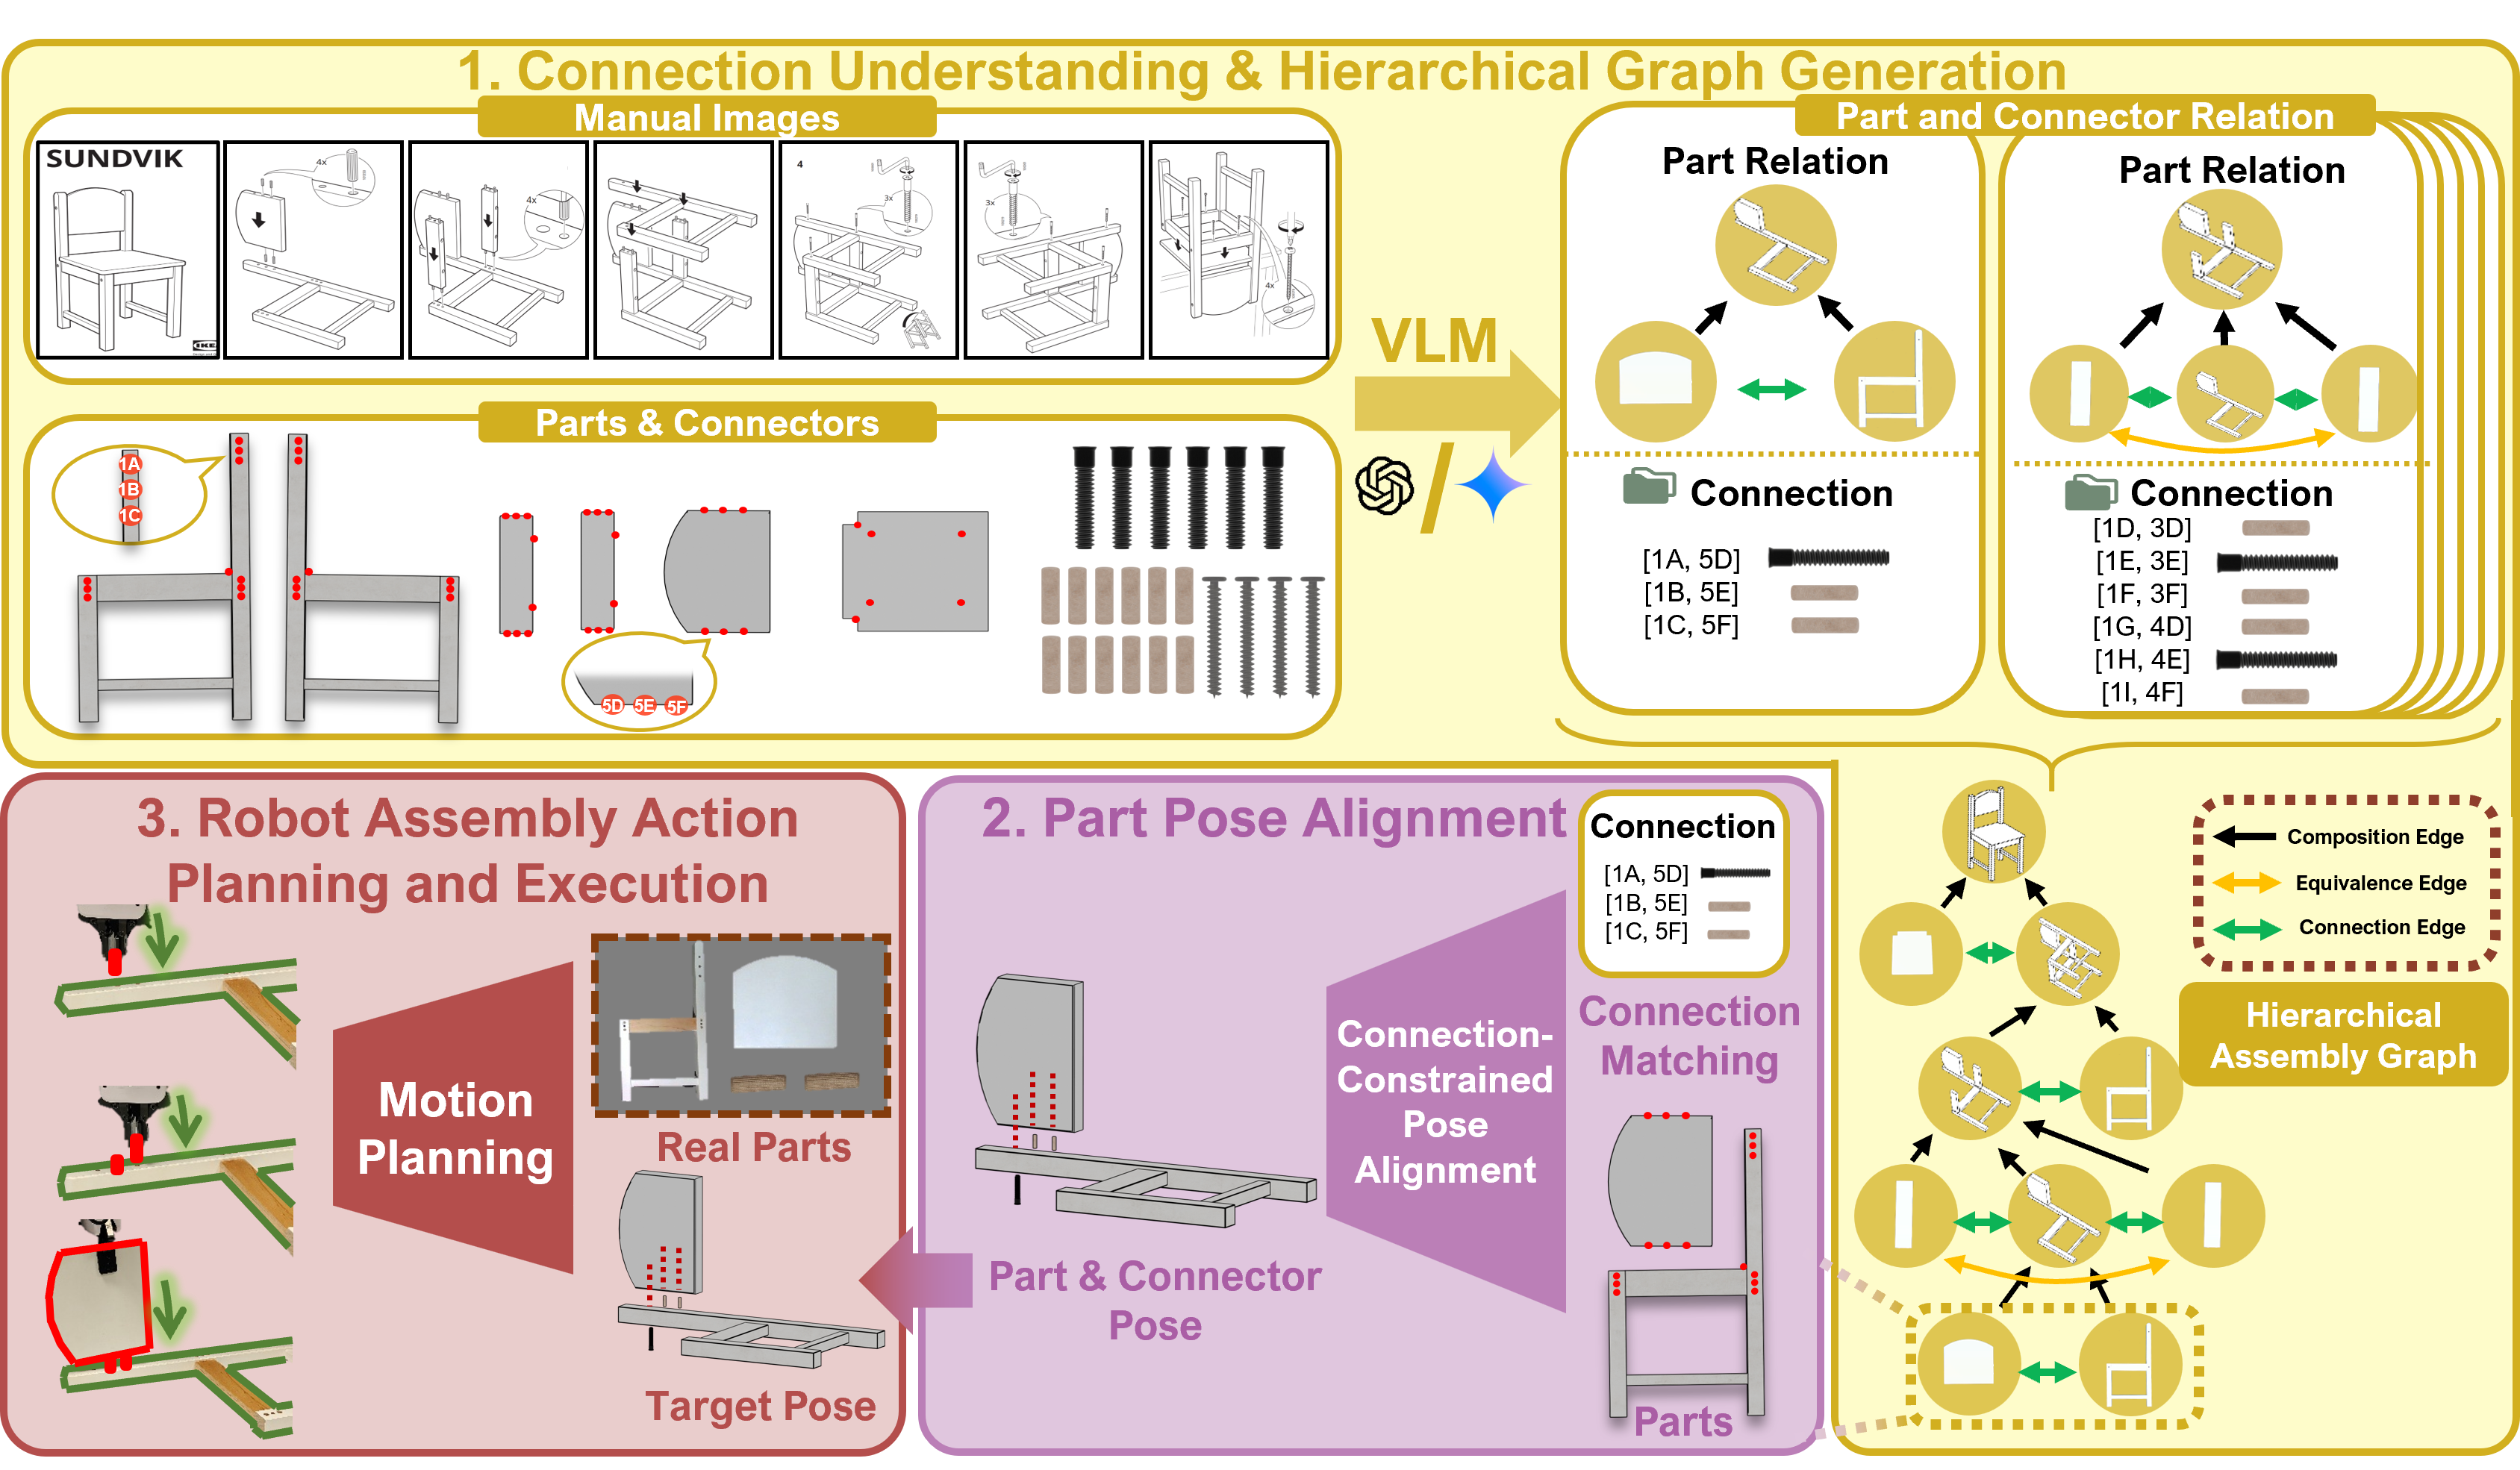 1. Connection Understanding & Hierarchical Graph Generation
Manual Images
SUNDVIK
4x
4x
4
3x
3x
4x
Parts & Connectors
1A
1B
1C
5D 5E 5F
VLM
/
Part and Connector Relation
Part Relation
Connection
[1A, 5D]
[1B, 5E]
[1C, 5F]
Part Relation
Connection
[1D, 3D]
[1E, 3E]
[1F, 3F]
[1G, 4D]
[1H, 4E]
[1I, 4F]
3. Robot Assembly Action
Planning and Execution
Motion
Planning
Real Parts
Target Pose
2. Part Pose Alignment
Connection
[1A, 5D]
[1B, 5E]
[1C, 5F]
Connection
Matching
Connection-
Constrained
Pose
Alignment
Part & Connector
Pose
Parts
Composition Edge
Equivalence Edge
Connection Edge
Hierarchical
Assembly Graph